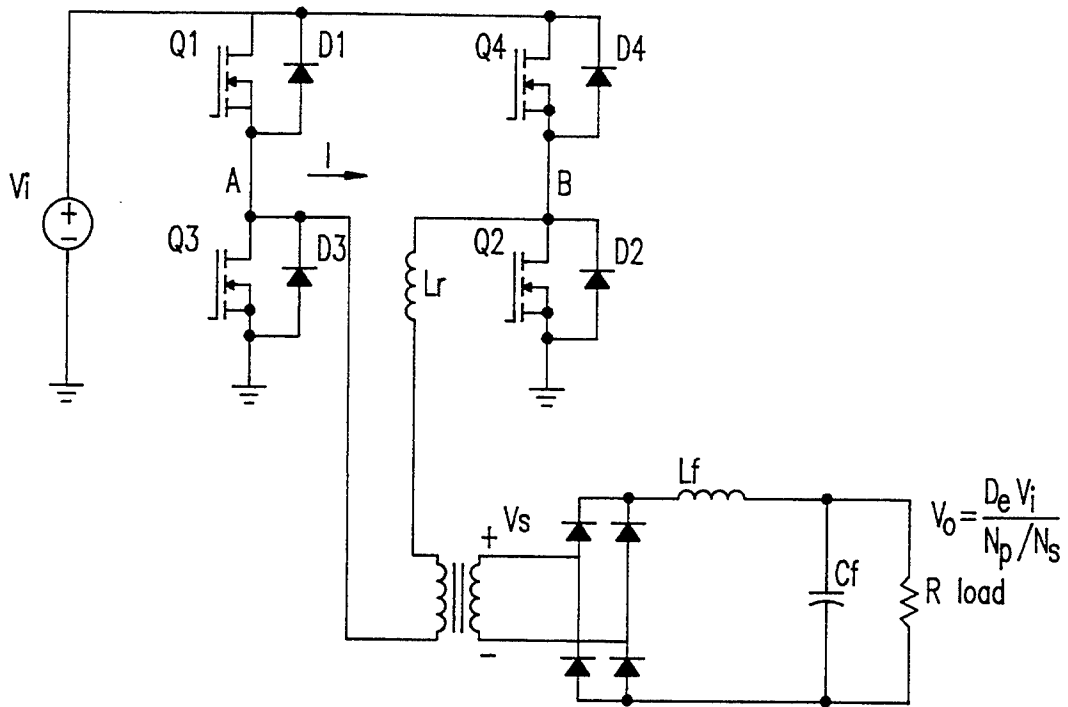 Q1
D1
Q4
D4
Vi
+
-
A
I
B
Q3
D3
Lr
Q2
D2
Lf
+ Vs
-
Cf
R load
Vo = De Vi / Np/Ns